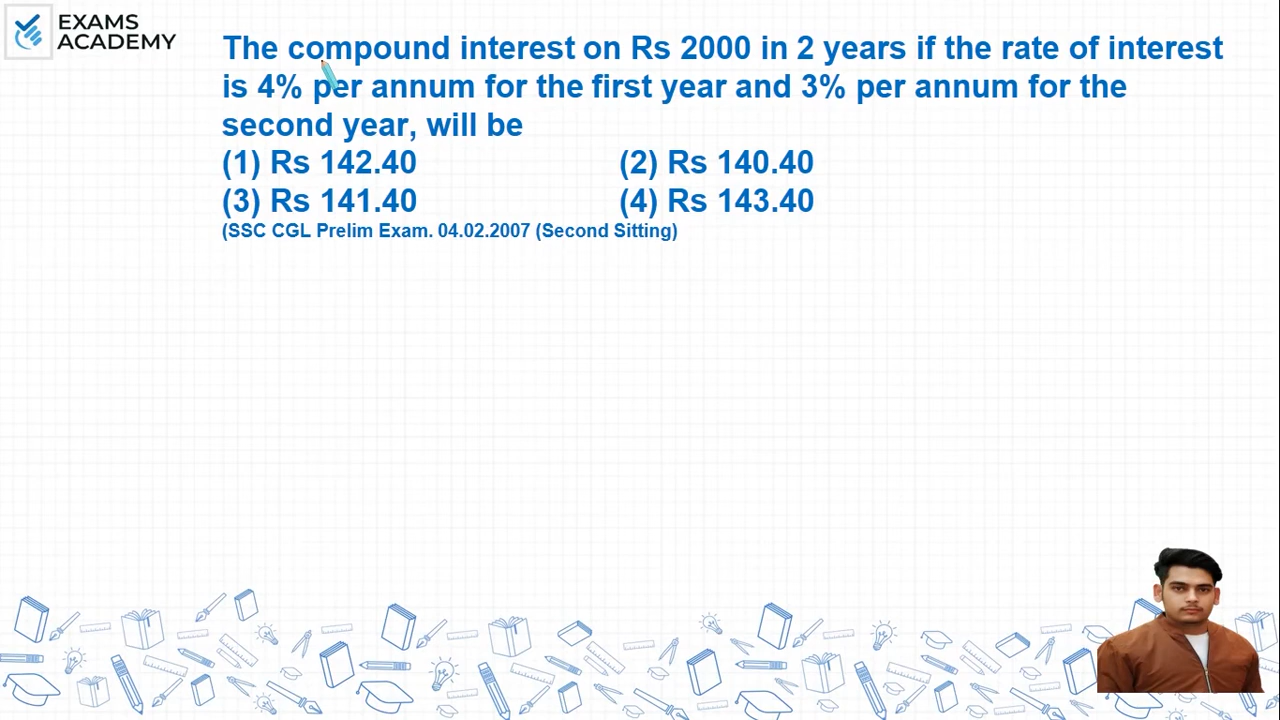 EXAMS
ACADEMY
The compound interest on Rs 2000 in 2 years if the rate of interest
is 4% per annum for the first year and 3% per annum for the
second year, will be
(1) Rs 142.40 (2) Rs 140.40
(3) Rs 141.40 (4) Rs 143.40
(SSC CGL Prelim Exam. 04.02.2007 (Second Sitting)